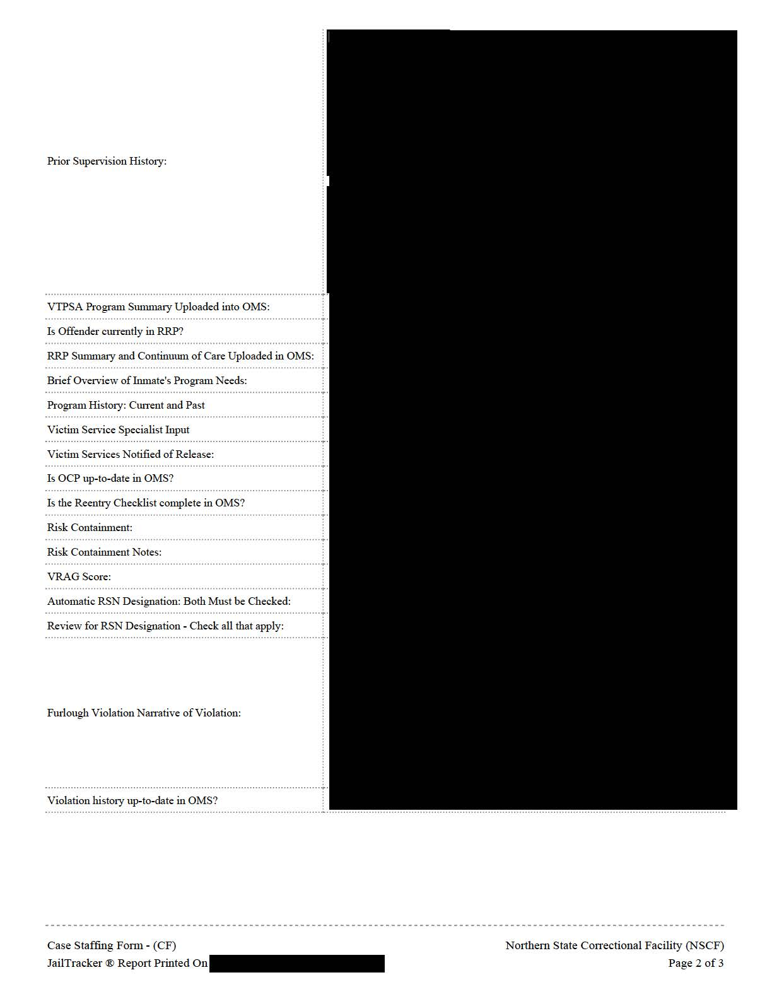 Prior Supervision History:
VTPSA Program Summary Uploaded into OMS:
Is Offender currently in RRP?
RRP Summary and Continuum of Care Uploaded in OMS:
Brief Overview of Inmate's Program Needs:
Program History: Current and Past
Victim Service Specialist Input
Victim Services Notified of Release:
Is OCP up-to-date in OMS?
Is the Reentry Checklist complete in OMS?
Risk Containment:
Risk Containment Notes:
VRAG Score:
Automatic RSN Designation: Both Must be Checked:
Review for RSN Designation - Check all that apply:
Furlough Violation Narrative of Violation:
Violation history up-to-date in OMS?
Case Staffing Form - (CF) Northern State Correctional Facility (NSCF)
JailTracker ® Report Printed On Page 2 of 3